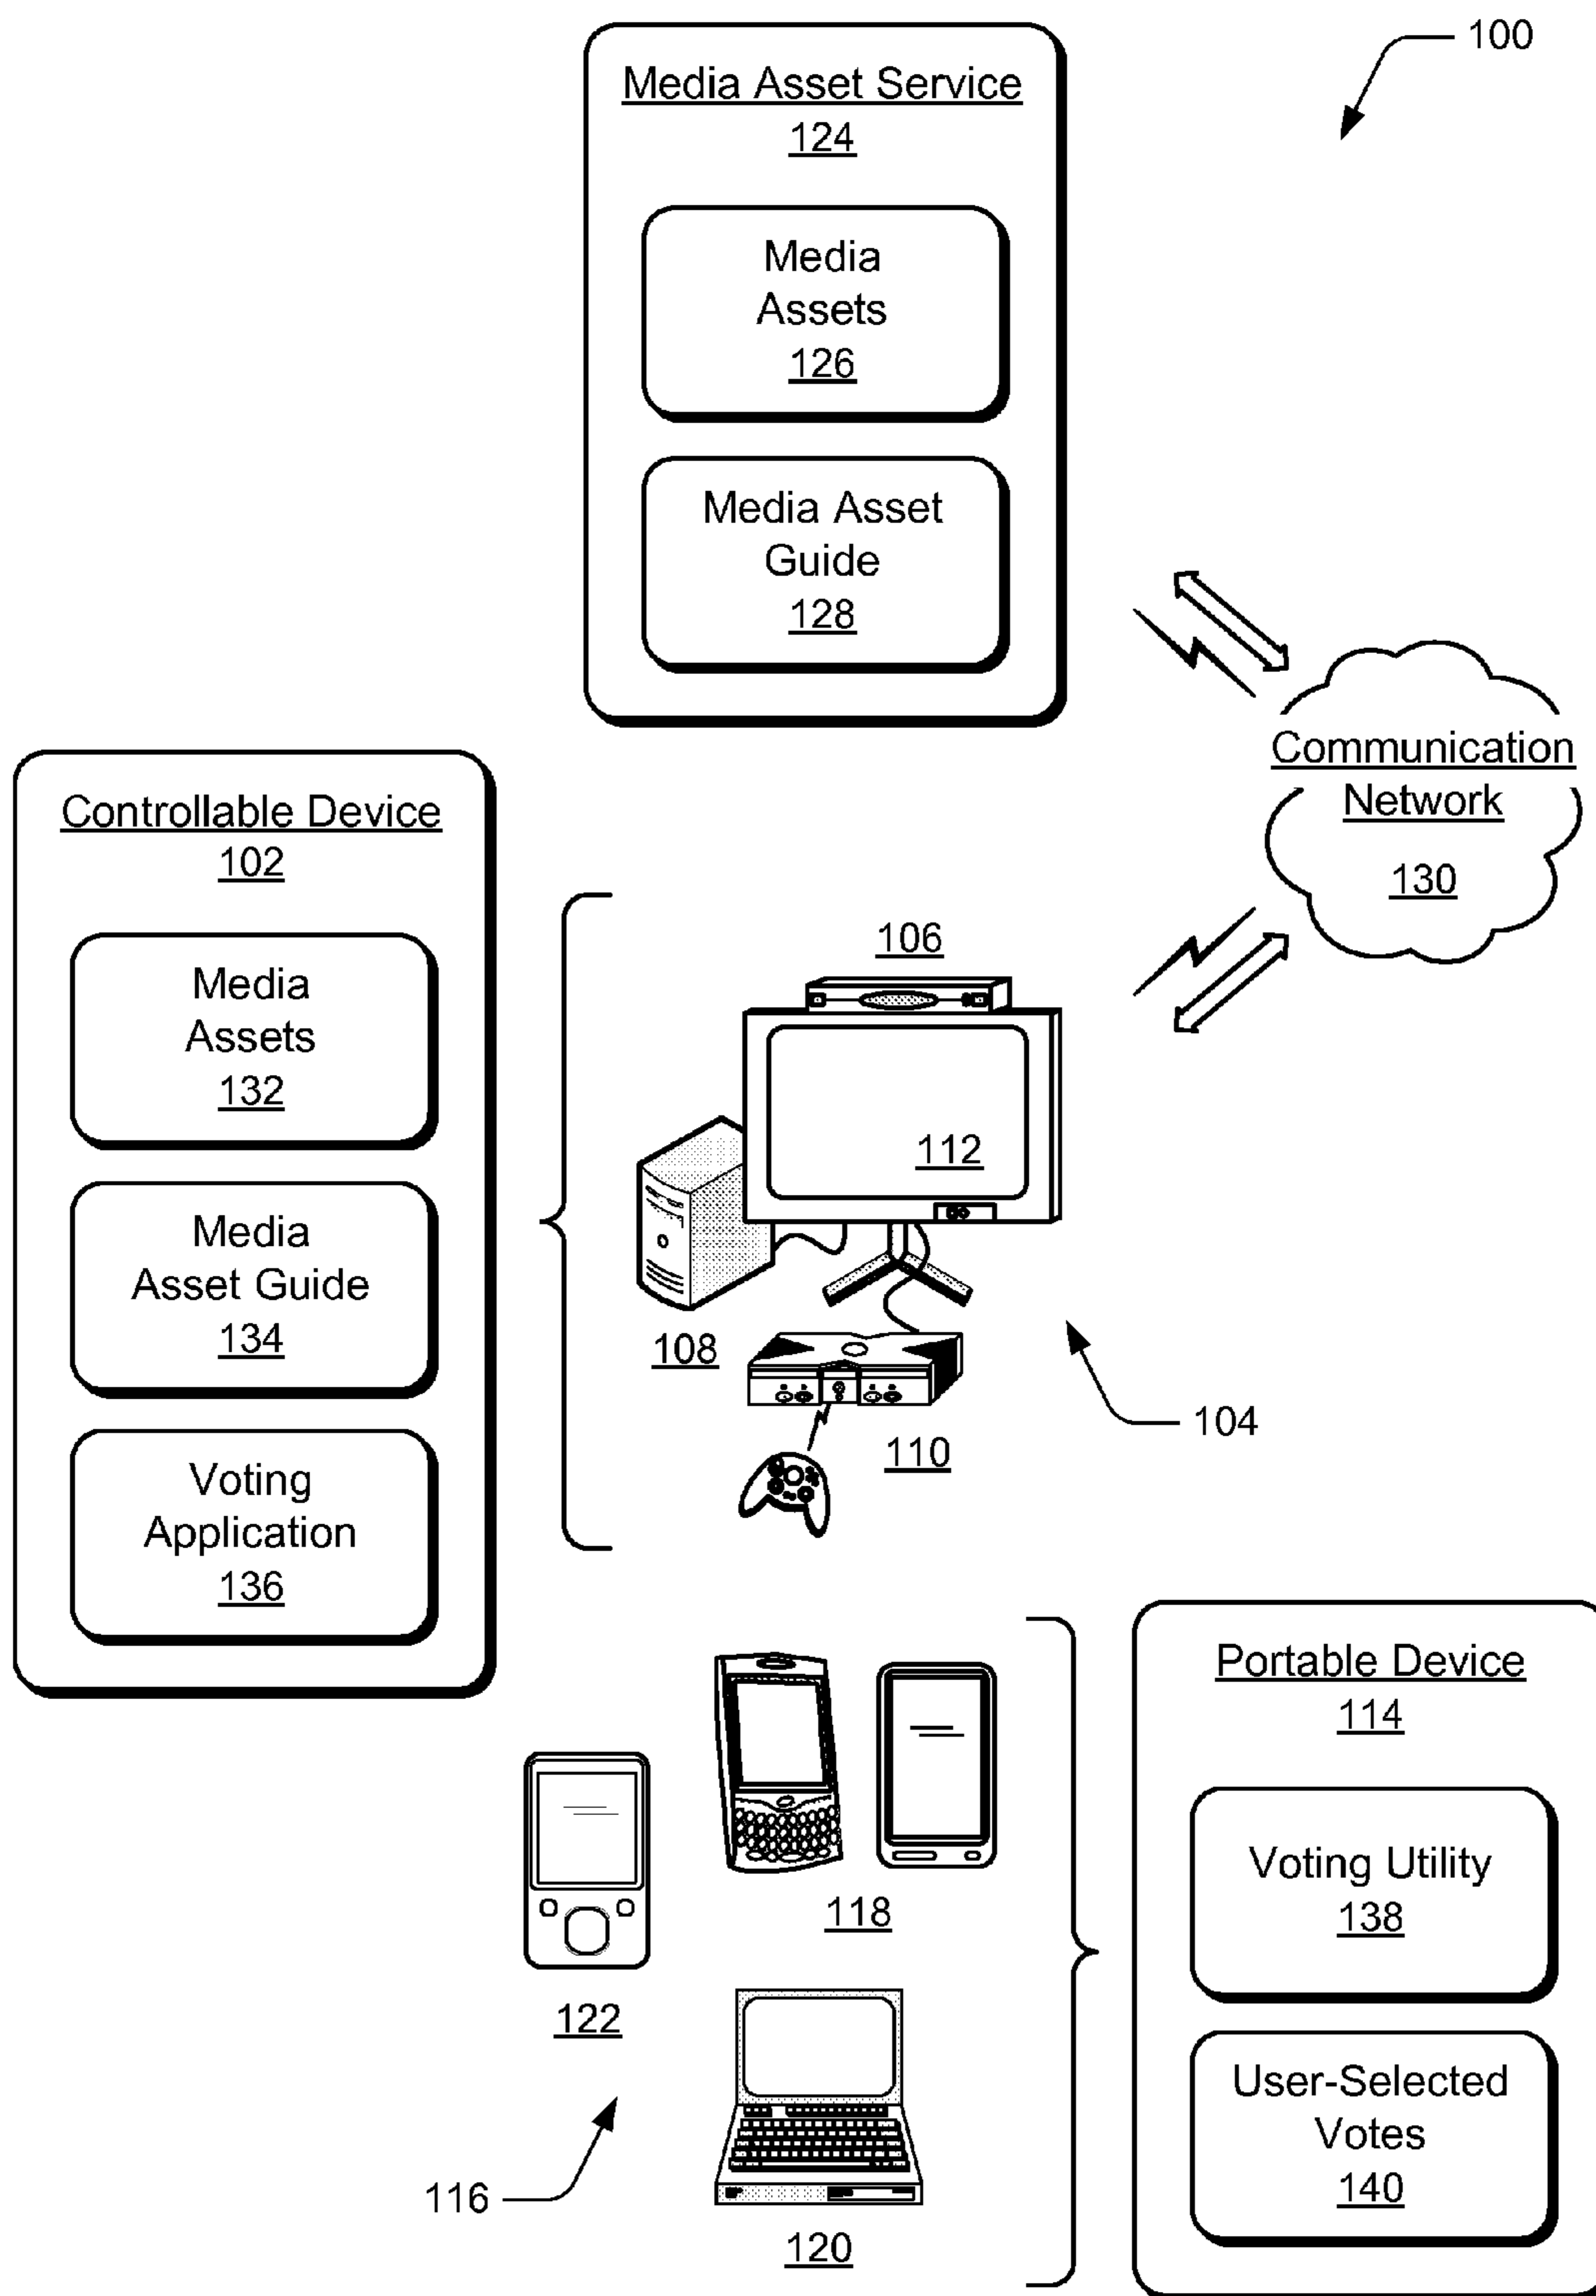 100
Media Asset Service
124
Media
Assets
126
Media Asset
Guide
128
Communication
Network
130
Controllable Device
102
Media
Assets
132
Media
Asset Guide
134
Voting
Application
136
106
112
108
110
104
Portable Device
114
Voting Utility
138
User-Selected
Votes
140
118
122
116
120